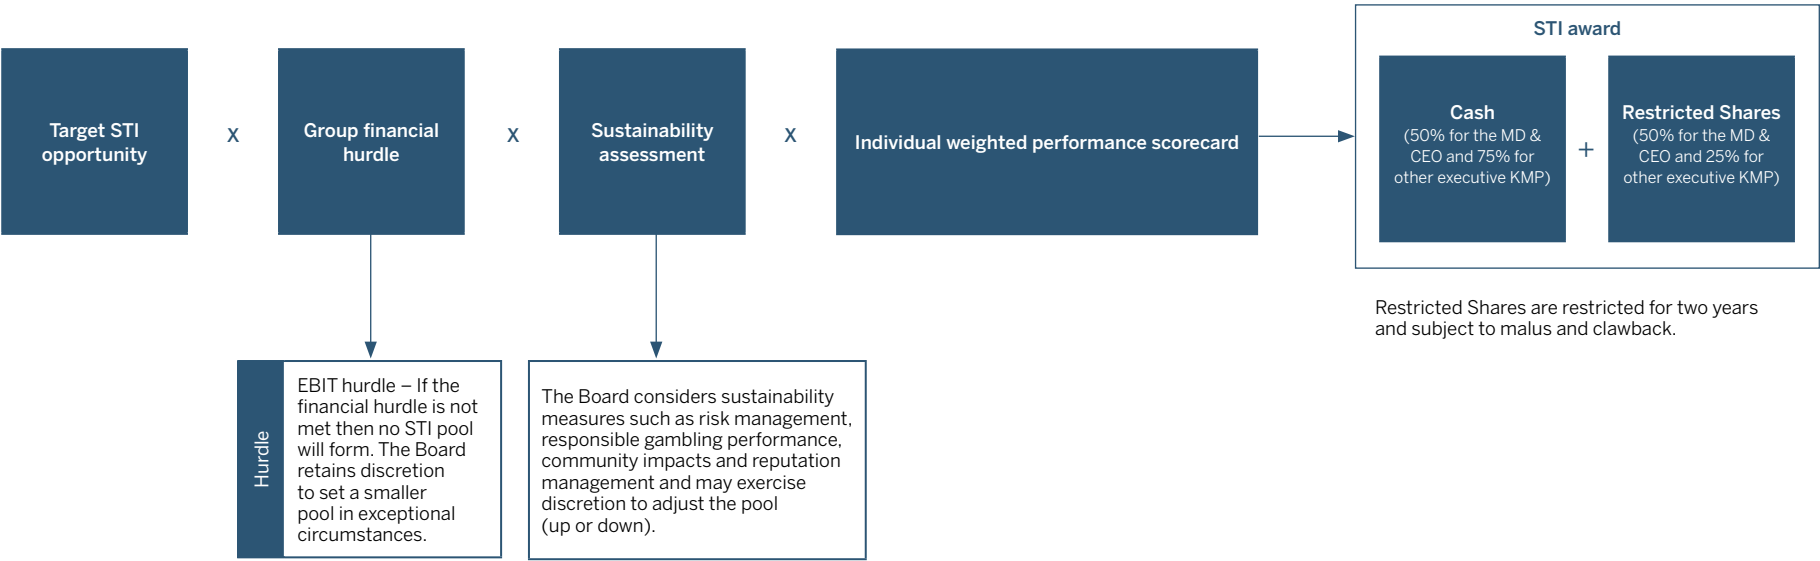 Target STI
opportunity
x
Group financial
hurdle
x
Sustainability
assessment
x
Individual weighted performance scorecard
STI award
Cash
(50% for the MD &
CEO and 75% for
other executive KMP)
+
Restricted Shares
(50% for the MD &
CEO and 25% for
other executive KMP)
Restricted Shares are restricted for two years
and subject to malus and clawback.
Hurdle
EBIT hurdle – If the
financial hurdle is not
met then no STI pool
will form. The Board
retains discretion
to set a smaller
pool in exceptional
circumstances.
The Board considers sustainability
measures such as risk management,
responsible gambling performance,
community impacts and reputation
management and may exercise
discretion to adjust the pool
(up or down).